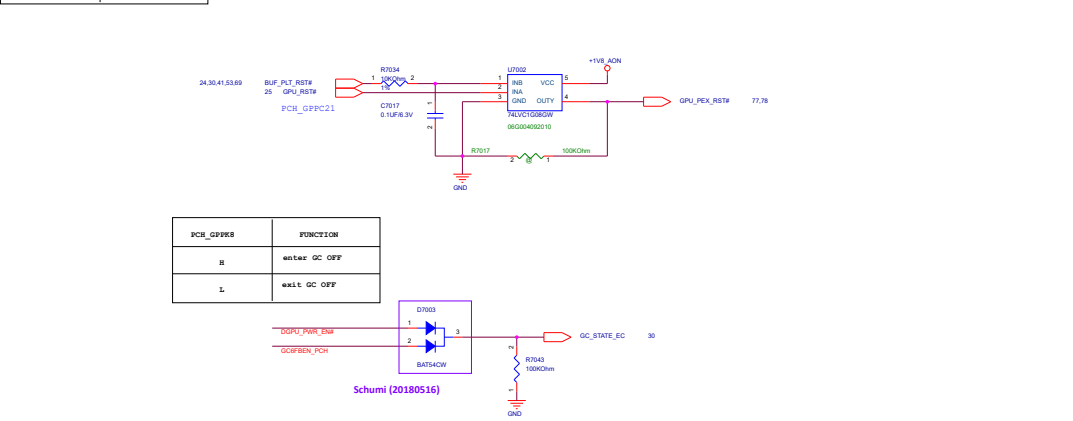 +1V8_AON
R7034
U7002
1 10KOhm 2
24,30,41,53,69 BUF_PLT_RST#
1 INB VCC 5
1%
25 GPU_RST#
2 INA
PCH_GPPC21
C7017
1
3 GND OUTY 4
GPU_PEX_RST# 77,78
0.1UF/6.3V
74LVC1G08GW
2
06G004092010
R7017 100KOhm
2 @ 1
GND
PCH_GPPK8 FUNCTION
H enter GC OFF
L exit GC OFF
D7003
DGPU_PWR_EN# 1
3
GC_STATE_EC 30
GC6FBEN_PCH 2
BAT54CW
2
R7043
100KOhm
1
Schumi (20180516)
GND